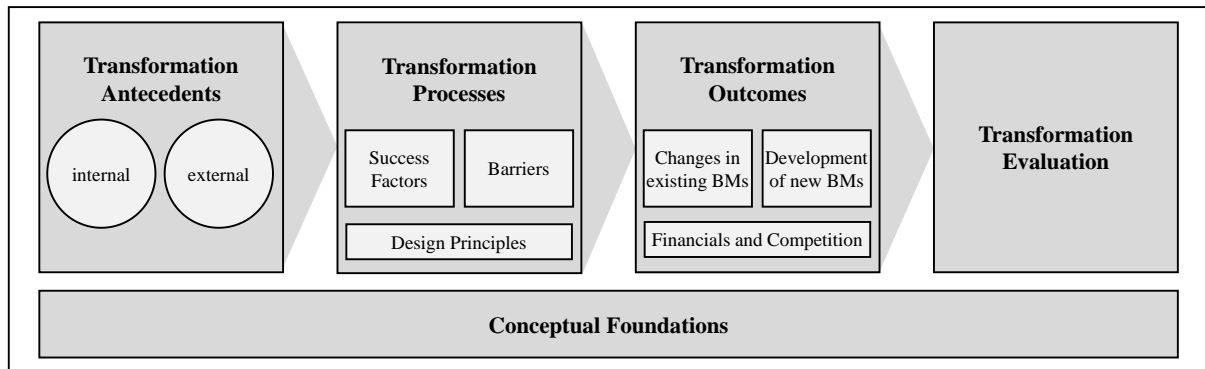 Transformation
Antecedents
internal
external
Transformation
Processes
Success
Factors
Barriers
Design Principles
Transformation
Outcomes
Changes in
existing BMs
Development
of new BMs
Financials and Competition
Transformation
Evaluation
Conceptual Foundations